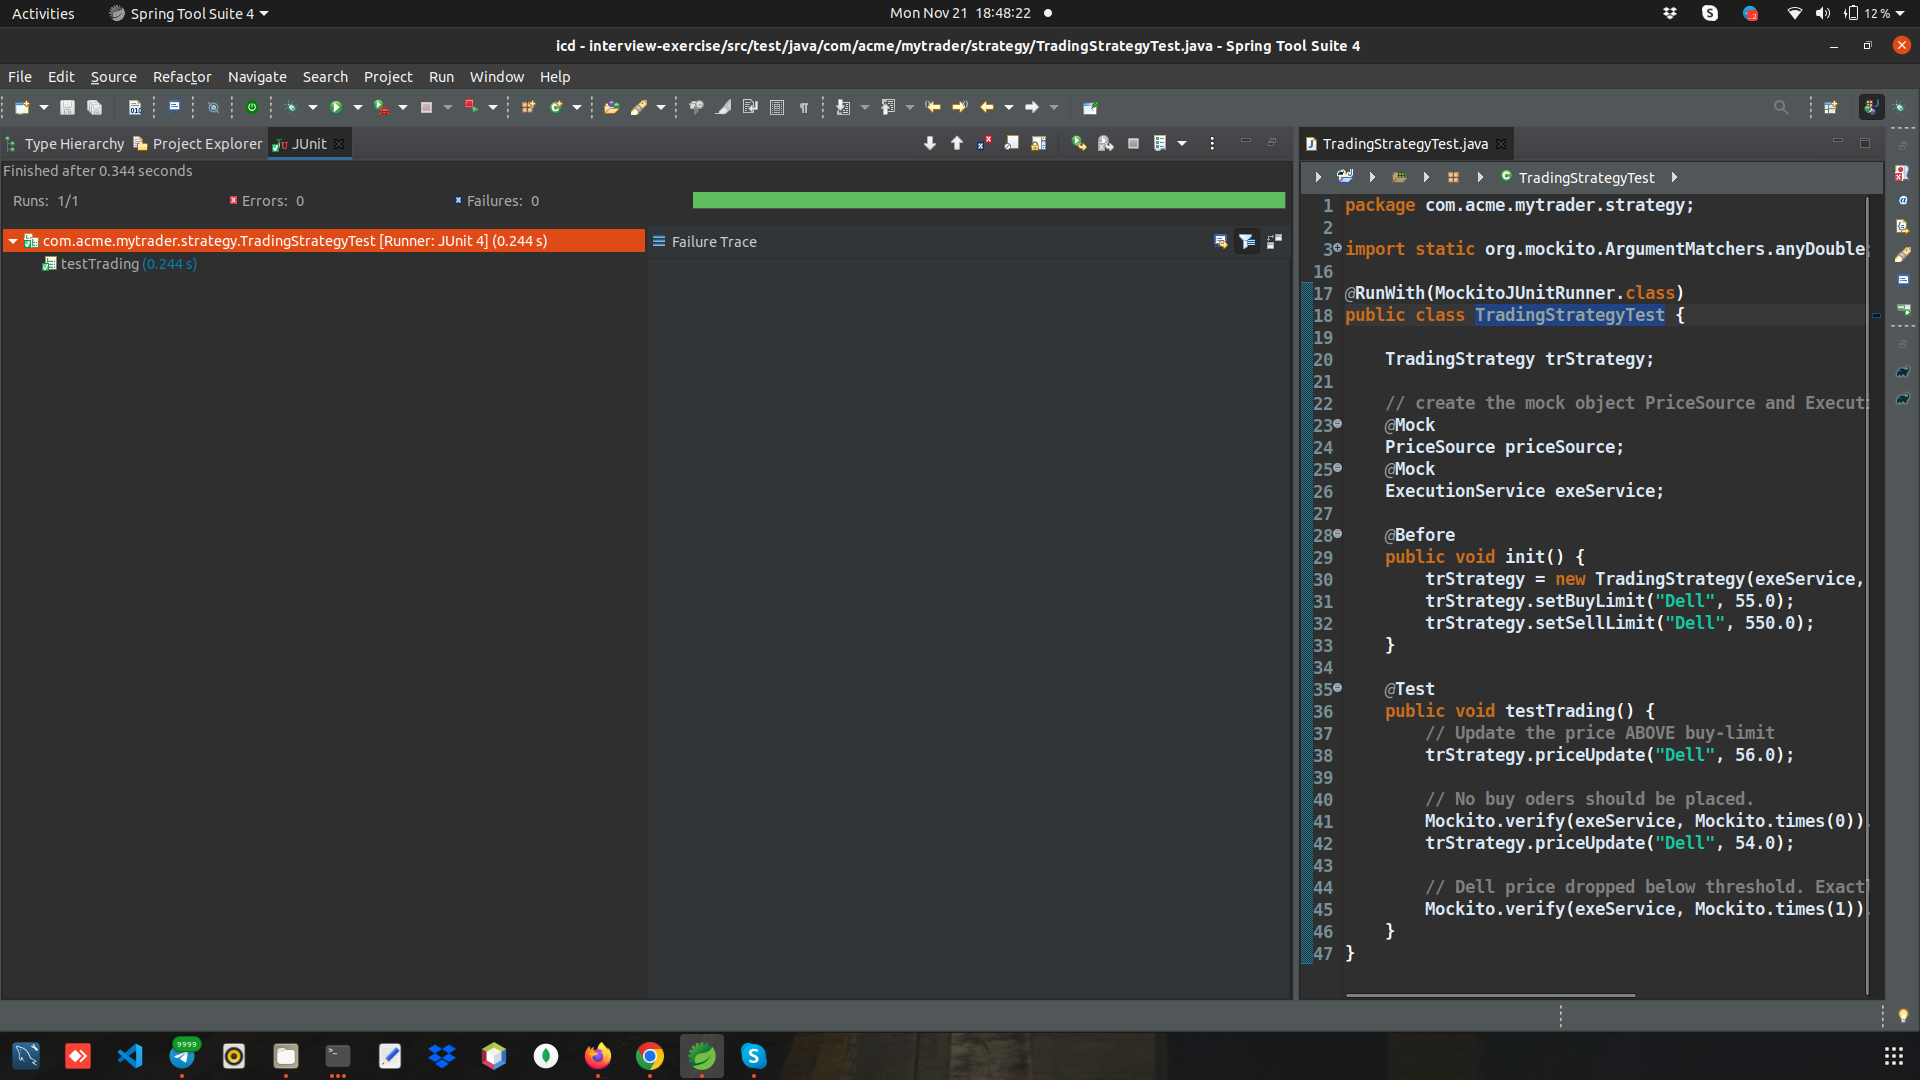 Activities
Spring Tool Suite 4
Mon Nov 21 18:48:22
12 %
icd - interview-exercise/src/test/java/com/acme/mytrader/strategy/TradingStrategyTest.java - Spring Tool Suite 4
File Edit Source Refactor Navigate Search Project Run Window Help
Type Hierarchy
Project Explorer
JUnit
Finished after 0.344 seconds
Runs: 1/1
Errors: 0
Failures: 0
com.acme.mytrader.strategy.TradingStrategyTest [Runner: JUnit 4] (0.244 s)
testTrading (0.244 s)
Failure Trace
TradingStrategyTest.java
TradingStrategyTest
1 package com.acme.mytrader.strategy;
2
3 import static org.mockito.ArgumentMatchers.anyDouble;
16
17 @RunWith(MockitoJUnitRunner.class)
18 public class TradingStrategyTest {
19
20 TradingStrategy trStrategy;
21
22 // create the mock object PriceSource and Executi
23 @Mock
24 PriceSource priceSource;
25 @Mock
26 ExecutionService exeService;
27
28 @Before
29 public void init() {
30 trStrategy = new TradingStrategy(exeService,
31 trStrategy.setBuyLimit("Dell", 55.0);
32 trStrategy.setSellLimit("Dell", 550.0);
33 }
34
35 @Test
36 public void testTrading() {
37 // Update the price ABOVE buy-limit
38 trStrategy.priceUpdate("Dell", 56.0);
39
40 // No buy oders should be placed.
41 Mockito.verify(exeService, Mockito.times(0)).
42 trStrategy.priceUpdate("Dell", 54.0);
43
44 // Dell price dropped below threshold. Exactl
45 Mockito.verify(exeService, Mockito.times(1)).
46 }
47 }
9999